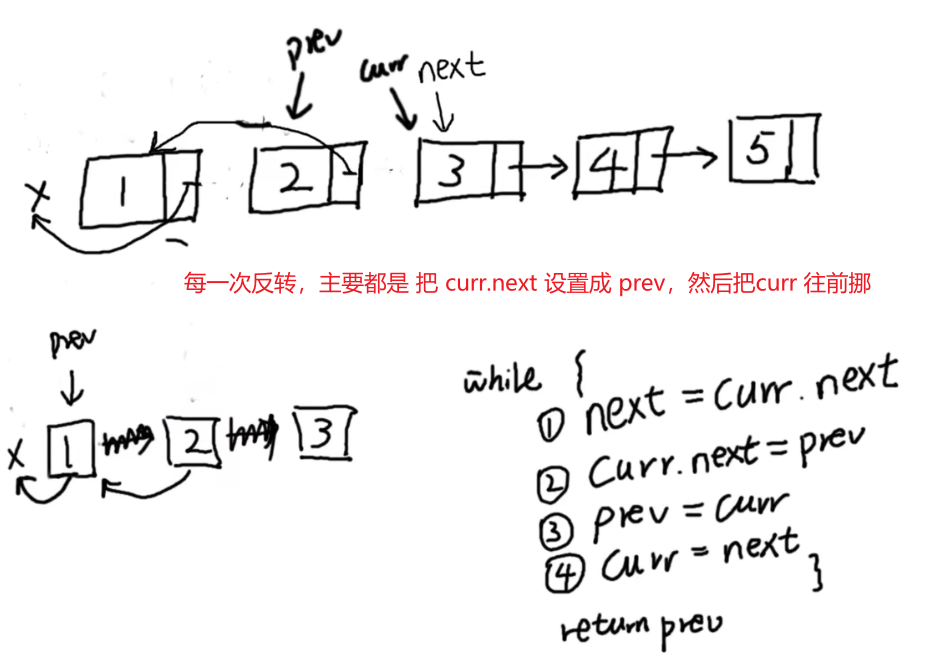 prev
curr next
X 1 2 3 4 5
每一次反转，主要都是 把 curr.next 设置成 prev，然后把curr 往前挪
prev
X 1 2 3
while {
① next = curr.next
② Curr.next = prev
③ prev = curr
④ Curr = next
}
return prev